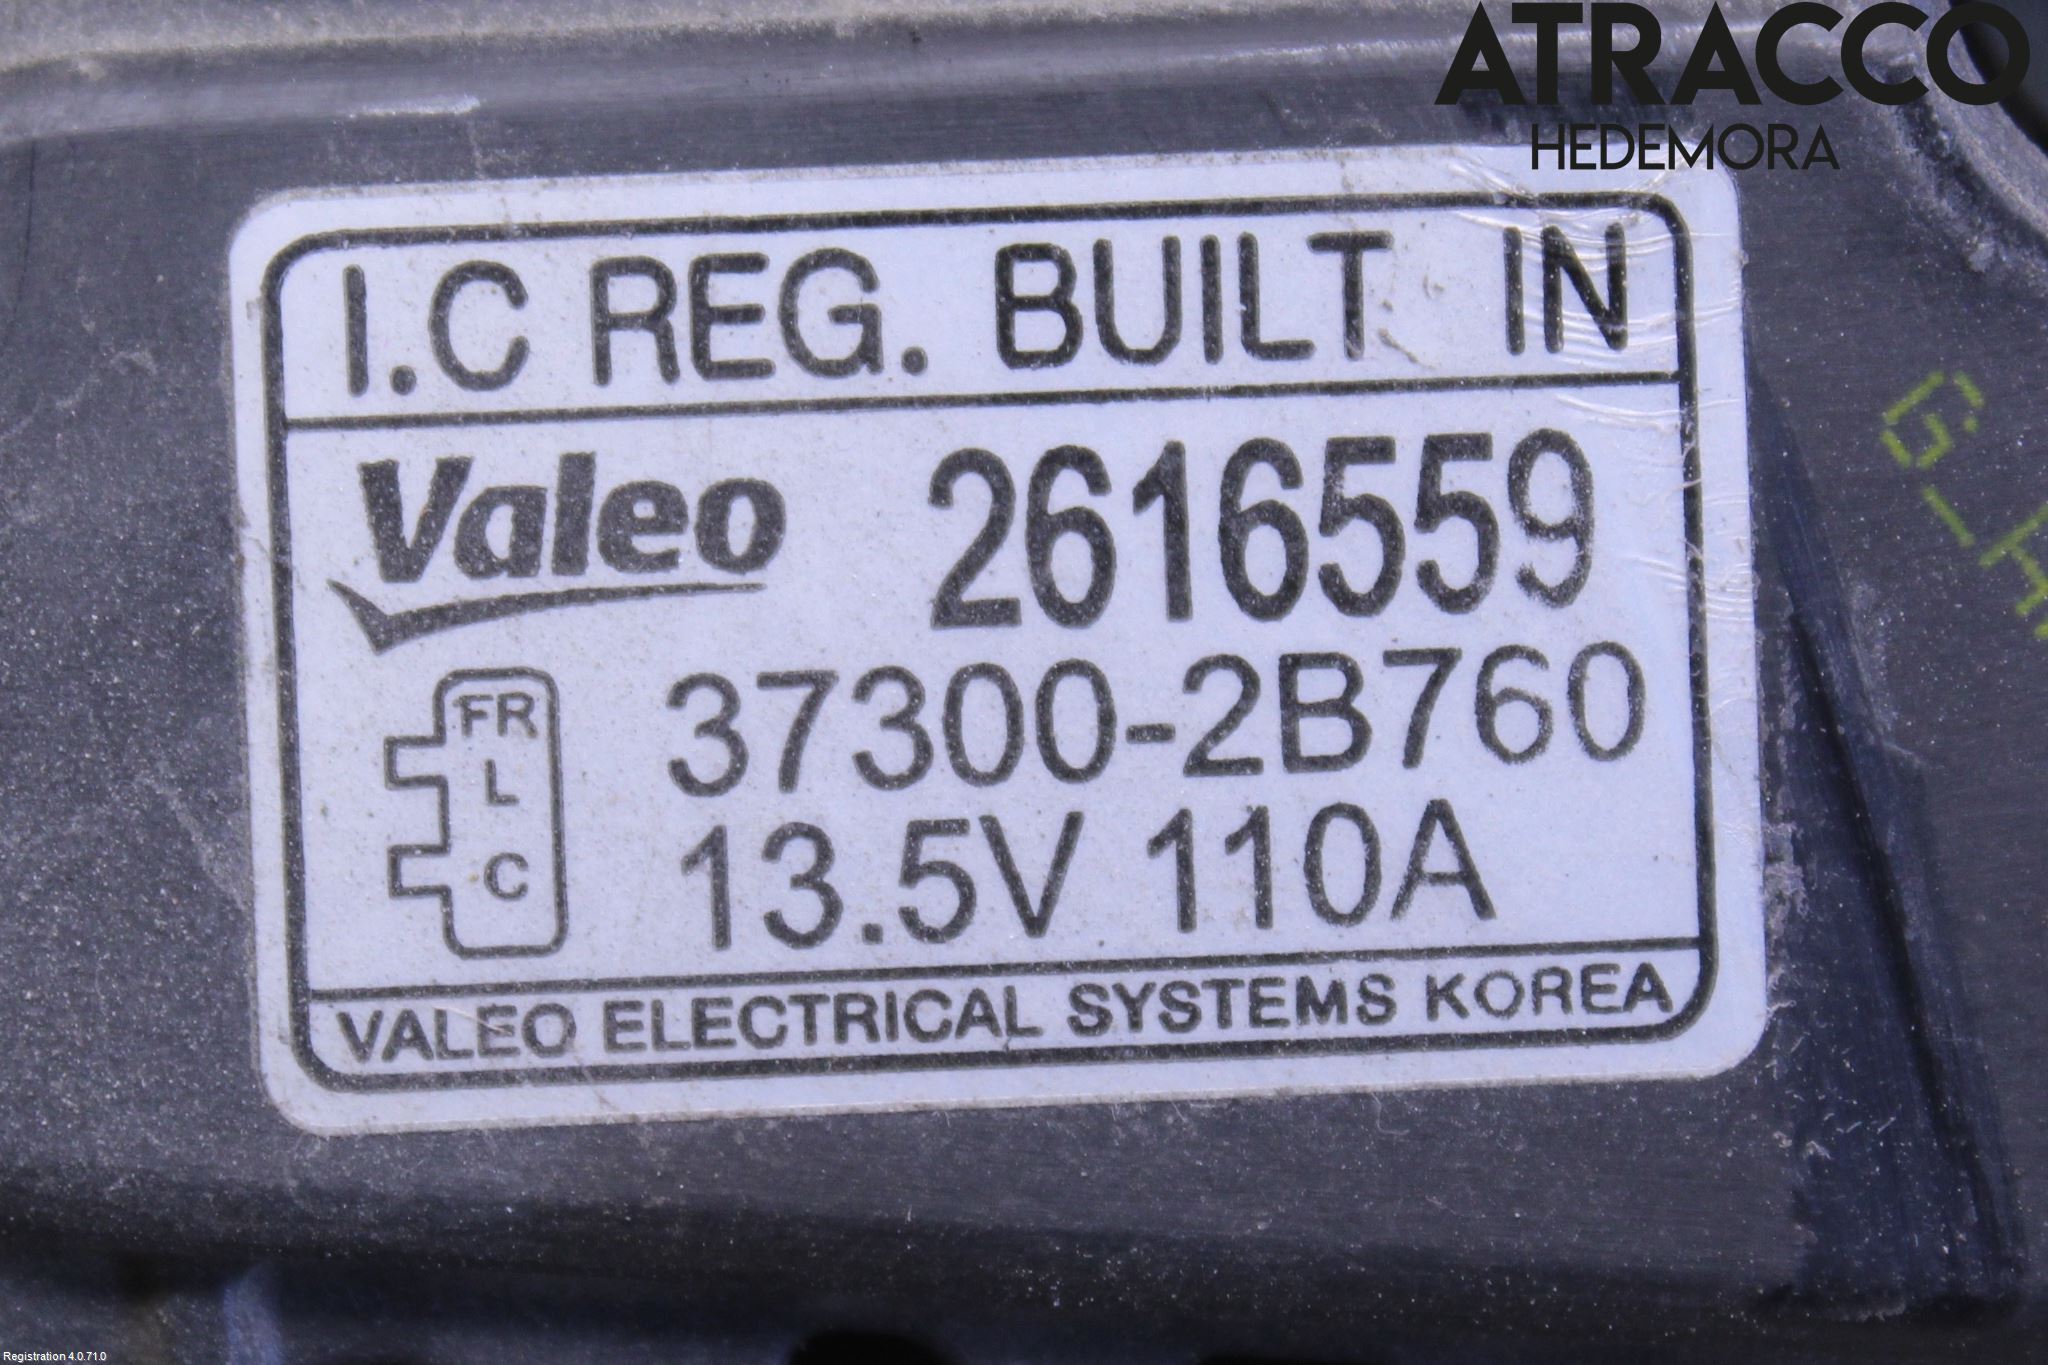 ATRACCO
HEDEMORA
I.C REG. BUILT IN
Valeo 2616559
FR
L
C
37300-2B760
13.5V 110A
VALEO ELECTRICAL SYSTEMS KOREA
G-H
Registration 4.0.71.0